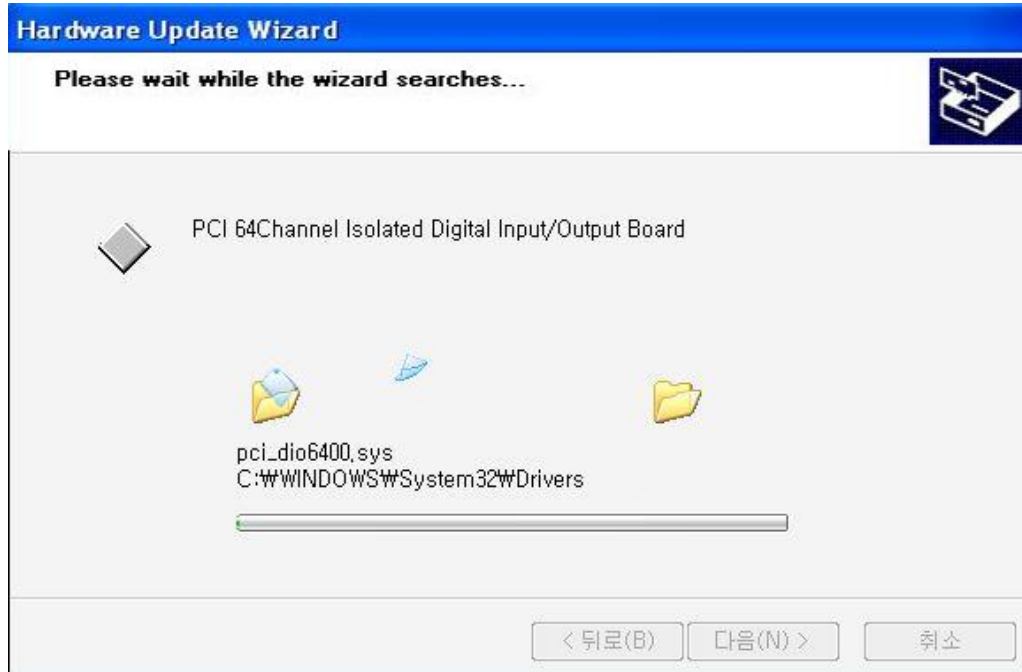 Hardware Update Wizard
Please wait while the wizard searches...
PCI 64Channel Isolated Digital Input/Output Board
pci_dio6400.sys
C:₩WINDOWS₩System32₩Drivers
< 뒤로(B)
다음(N) >
취소